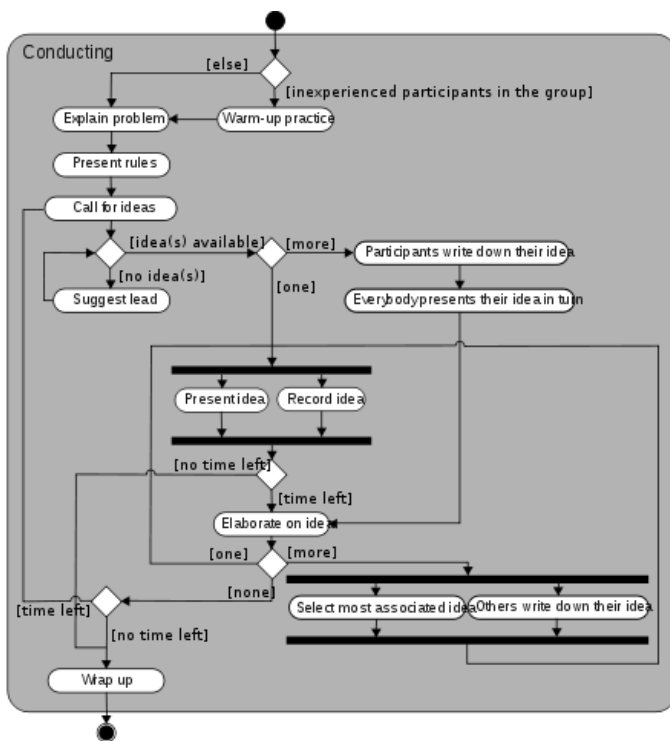 Conducting
[else]
[inexperienced participants in the group]
Explain problem
Warm-up practice
Present rules
Call for ideas
[idea(s) available]
[more]
Participants write down their idea
[no idea(s)]
Suggest lead
[one]
Everybody presents their idea in turn
Present idea
Record idea
[no time left]
[time left]
Elaborate on idea
[one]
[more]
[none]
Select most associated idea
Others write down their idea
[time left]
[no time left]
Wrap up